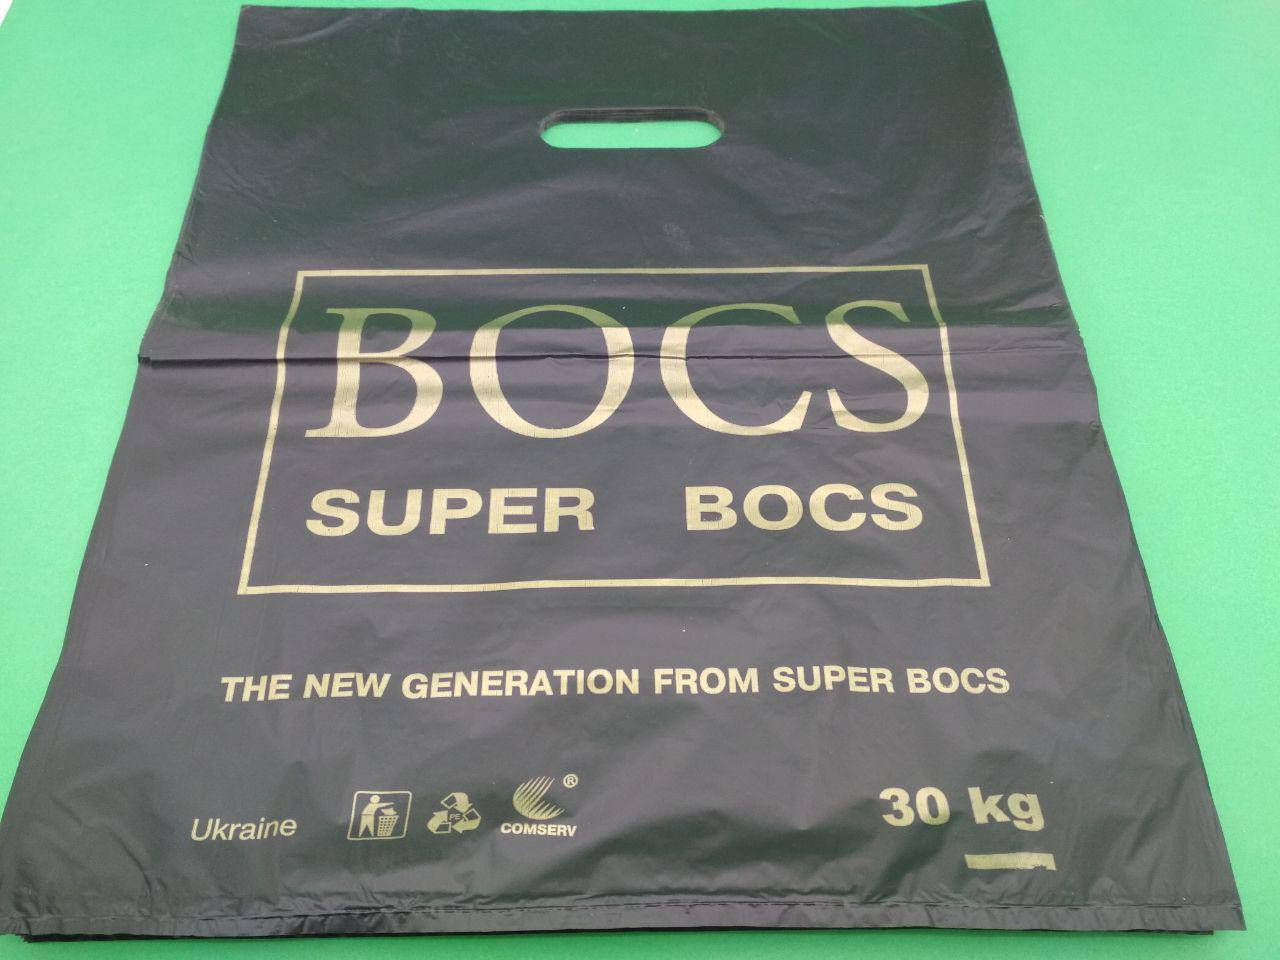 BOCS
SUPER BOCS
THE NEW GENERATION FROM SUPER BOCS
Ukraine
PE
®
COMSERV
30 kg